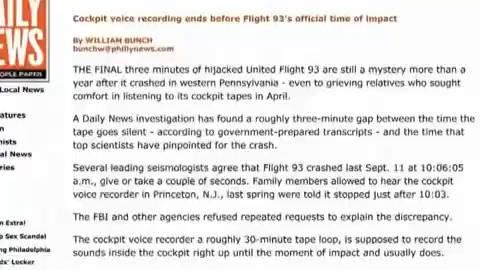 AILY
NEWS
PEOPLE PAPER
Local News
atures
n
nists
al News
ries
n Extra!
p Sex Scandal
ng Philadelphia
ds' Locker
Cockpit voice recording ends before Flight 93's official time of impact
By WILLIAM BUNCH
bunchw@phillynews.com
THE FINAL three minutes of hijacked United Flight 93 are still a mystery more than a
year after it crashed in western Pennsylvania - even to grieving relatives who sought
comfort in listening to its cockpit tapes in April.
A Daily News investigation has found a roughly three-minute gap between the time the
tape goes silent - according to government-prepared transcripts - and the time that
top scientists have pinpointed for the crash.
Several leading seismologists agree that Flight 93 crashed last Sept. 11 at 10:06:05
a.m., give or take a couple of seconds. Family members allowed to hear the cockpit
voice recorder in Princeton, N.J., last spring were told it stopped just after 10:03.
The FBI and other agencies refused repeated requests to explain the discrepancy.
The cockpit voice recorder a roughly 30-minute tape loop, is supposed to record the
sounds inside the cockpit right up until the moment of impact and usually does.